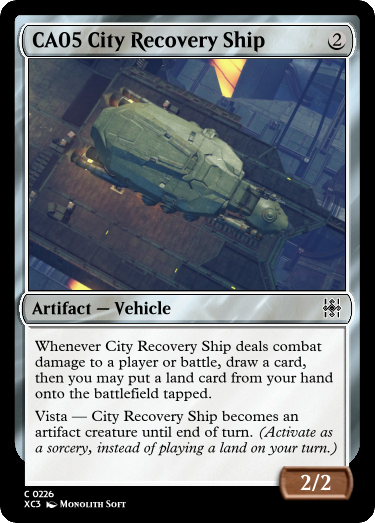 CA05 City Recovery Ship
2
Artifact — Vehicle
Whenever City Recovery Ship deals combat
damage to a player or battle, draw a card,
then you may put a land card from your hand
onto the battlefield tapped.
Vista — City Recovery Ship becomes an
artifact creature until end of turn. (Activate as
a sorcery, instead of playing a land on your turn.)
2/2
C 0226
XC3 Monolith Soft